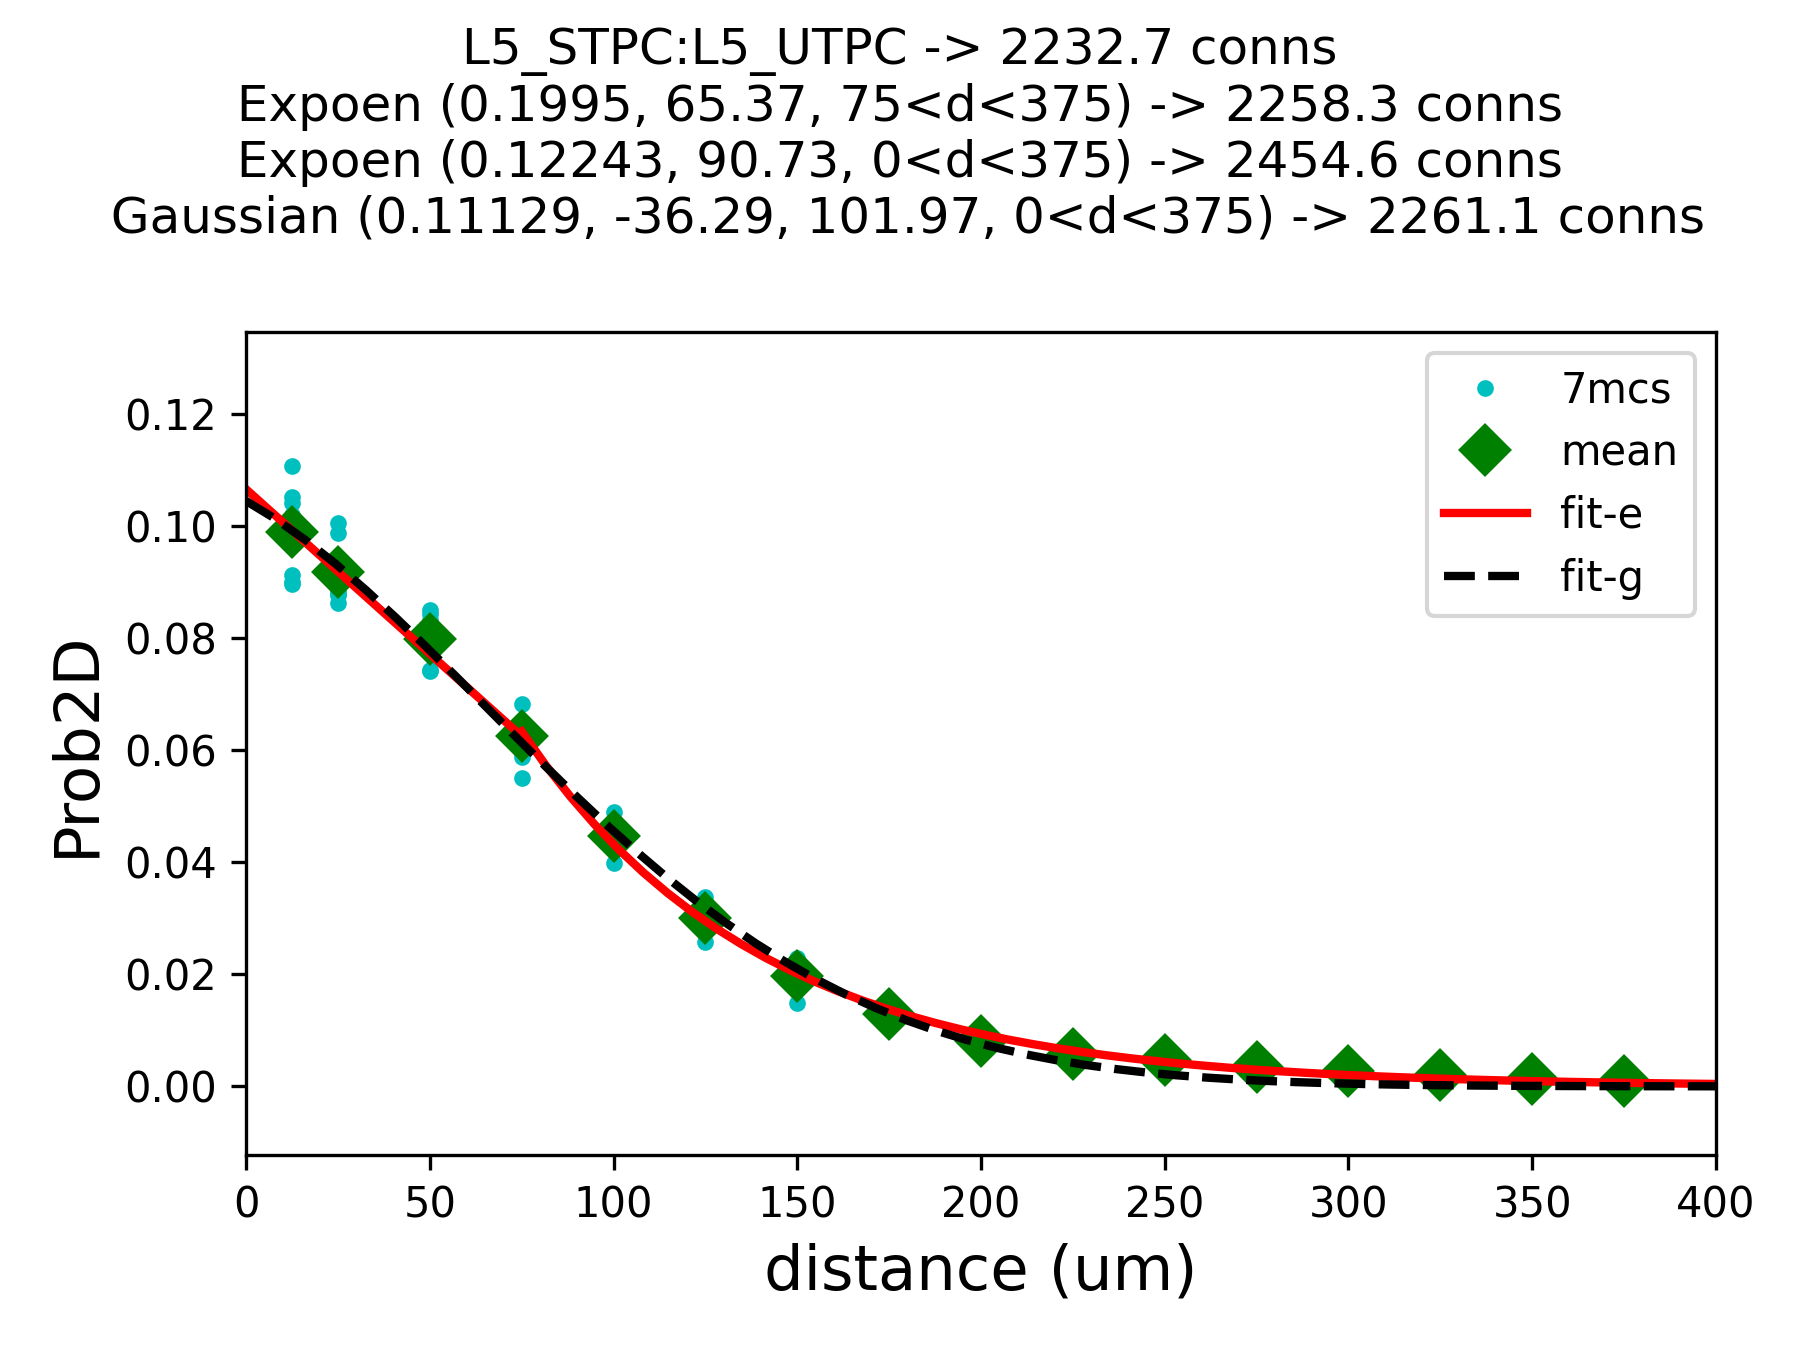 L5_STPC:L5_UTPC -> 2232.7 conns
Expoen (0.1995, 65.37, 75<d<375) -> 2258.3 conns
Expoen (0.12243, 90.73, 0<d<375) -> 2454.6 conns
Gaussian (0.11129, -36.29, 101.97, 0<d<375) -> 2261.1 conns
7mcs
mean
fit-e
fit-g
Prob2D
0.12
0.10
0.08
0.06
0.04
0.02
0.00
0 50 100 150 200 250 300 350 400
distance (um)